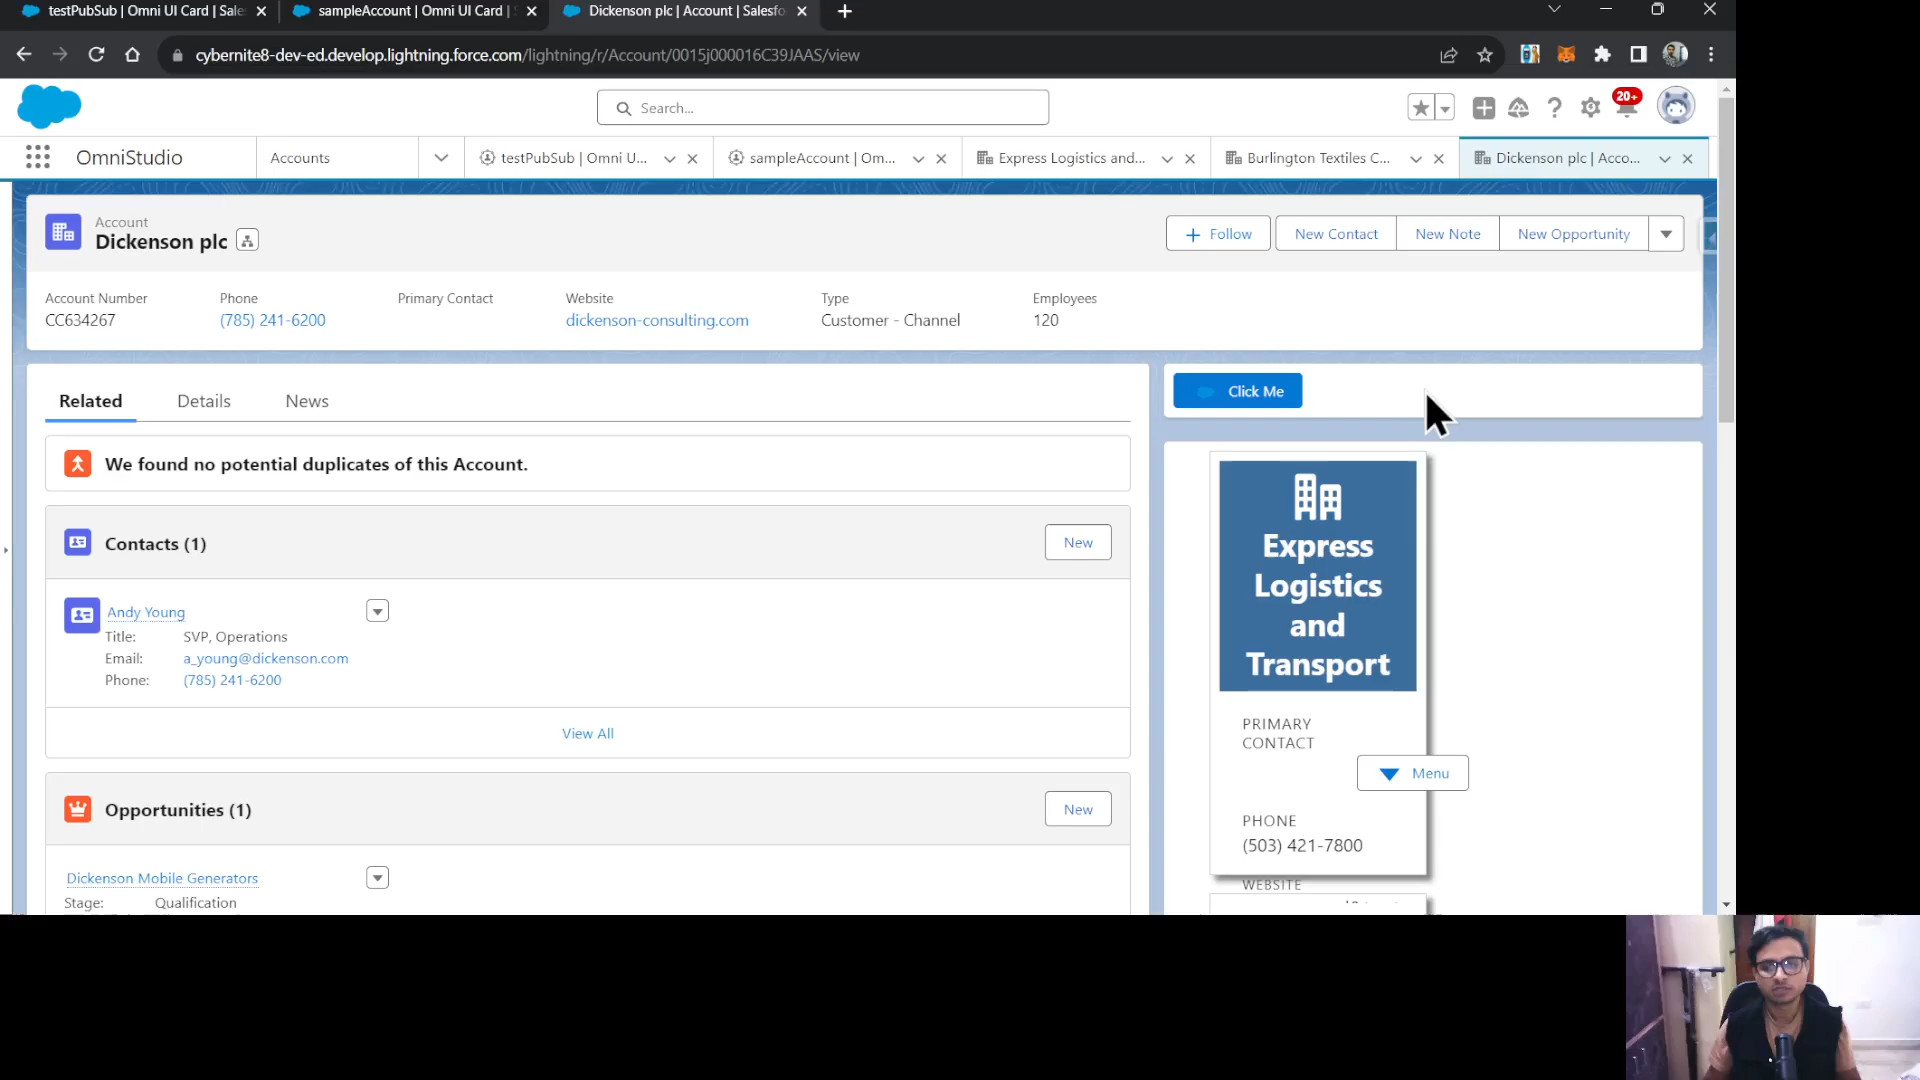 testPubSub | Omni UI Card | Sale
sampleAccount | Omni UI Card |
Dickenson plc | Account | Salesfo
cybernite8-dev-ed.develop.lightning.force.com/lightning/r/Account/0015j000016C39JAAS/view
Search...
20+
OmniStudio
Accounts
testPubSub | Omni U...
sampleAccount | Om...
Express Logistics and...
Burlington Textiles C...
Dickenson plc | Acco...
Account
Dickenson plc
Follow
New Contact
New Note
New Opportunity
Account Number
CC634267
Phone
(785) 241-6200
Primary Contact
Website
dickenson-consulting.com
Type
Customer - Channel
Employees
120
Related
Details
News
We found no potential duplicates of this Account.
Contacts (1)
New
Andy Young
Title: SVP, Operations
Email: a_young@dickenson.com
Phone: (785) 241-6200
View All
Opportunities (1)
New
Dickenson Mobile Generators
Stage: Qualification
Click Me
Express
Logistics
and
Transport
PRIMARY
CONTACT
Menu
PHONE
(503) 421-7800
WEBSITE